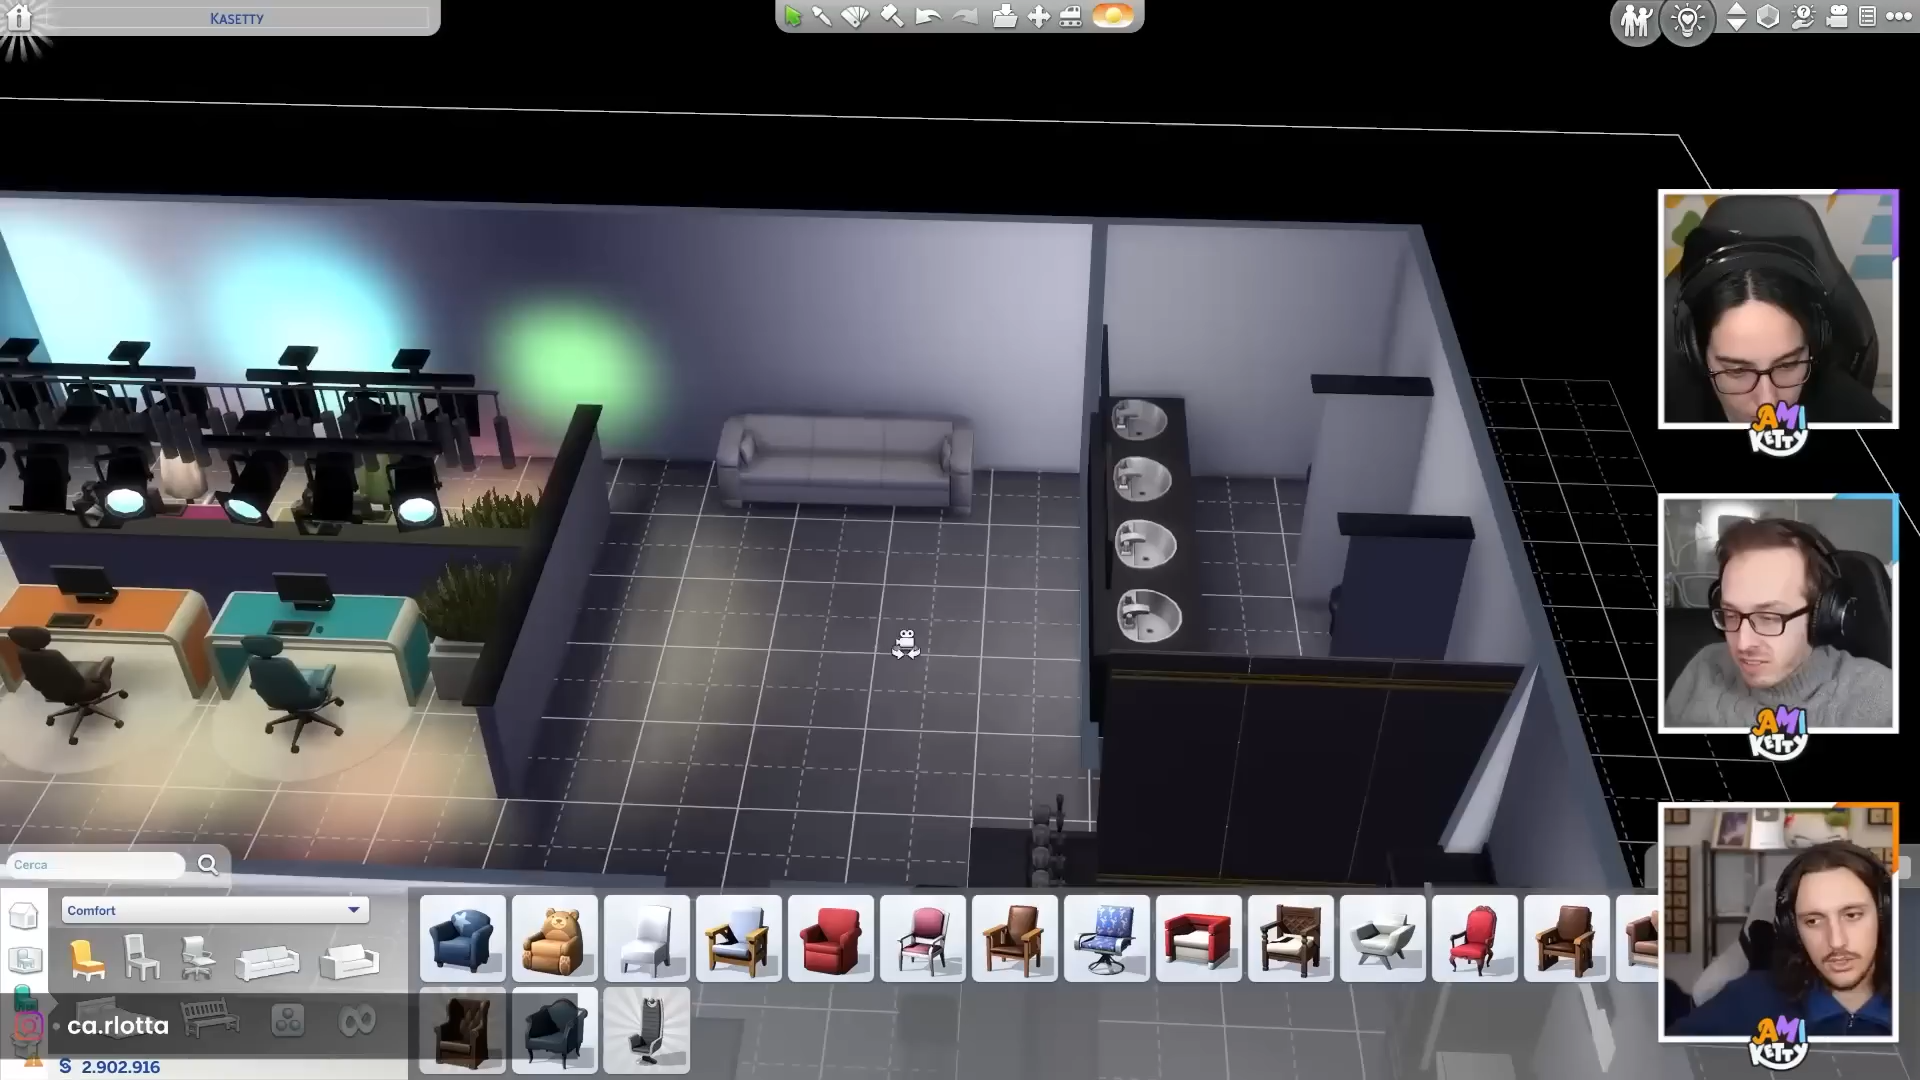 Kasetty
AMI
KETTY
AMI
KETTY
Cerca
Comfort
ca.rlotta
AMI
KETTY
§ 2.902.916